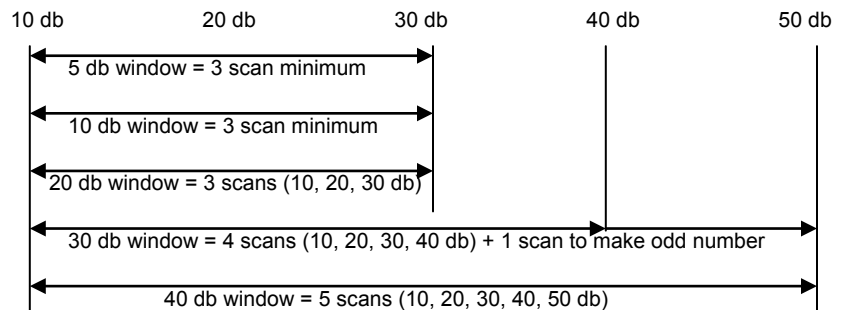 10 db 20 db 30 db 40 db 50 db
5 db window = 3 scan minimum
10 db window = 3 scan minimum
20 db window = 3 scans (10, 20, 30 db)
30 db window = 4 scans (10, 20, 30, 40 db) + 1 scan to make odd number
40 db window = 5 scans (10, 20, 30, 40, 50 db)